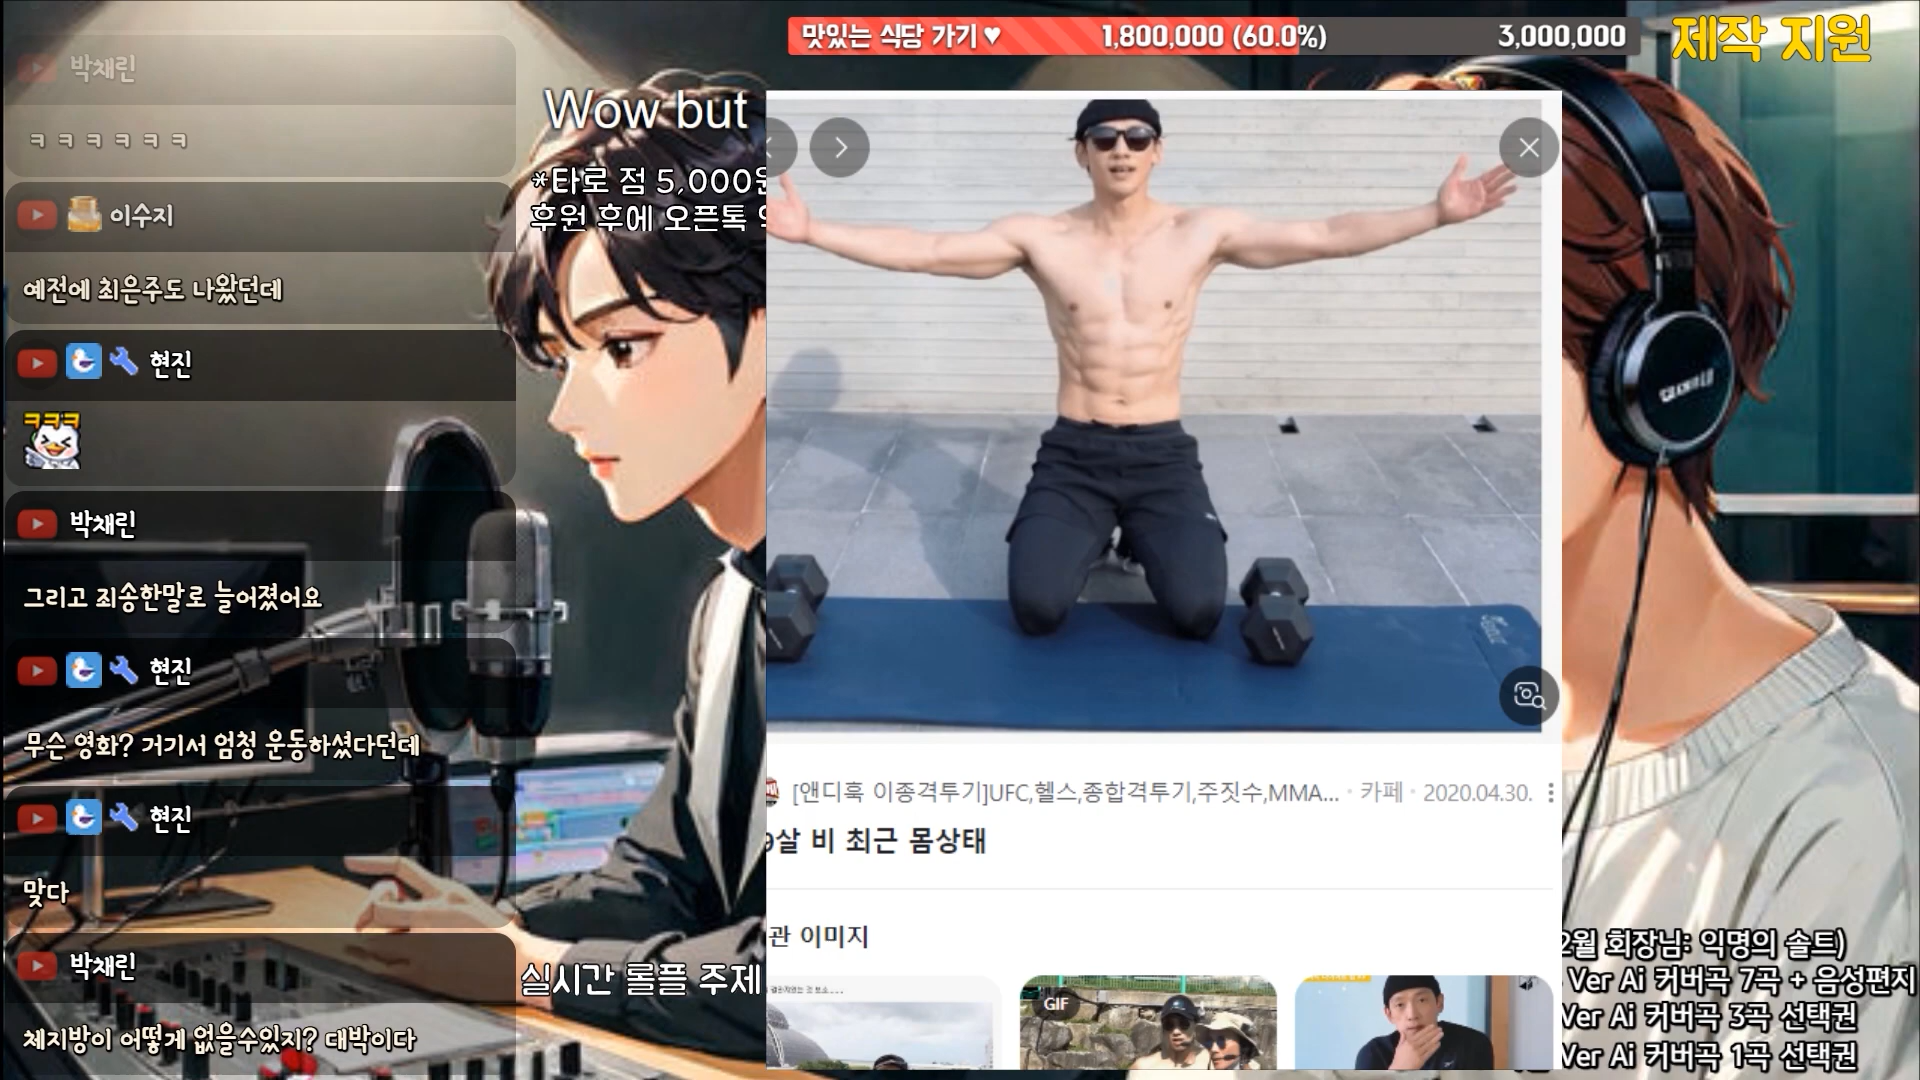 맛있는 식당 가기 ♥ 1,800,000 (60.0%) 3,000,000
제작 지원
박채린
ㅋㅋㅋㅋㅋㅋ
이수지
예전에 최은주도 나왔던데
현진
ㅋㅋㅋ
박채린
그리고 죄송한말로 늙어졌어요
현진
무슨 영화? 거기서 엄청 운동하셨다던데
현진
맞다
박채린
체지방이 어떻게 없을수있지? 대박이다
Wow but
*타로 점 5,000원
후원 후에 오픈톡
실시간 롤플 주제
[앤디훅 이종격투기]UFC,헬스,종합격투기,주짓수,MMA... · 카페 · 2020.04.30.
9살 비 최근 몸상태
관 이미지
GIF
2월 회장님: 익명의 솔트)
Ver Ai 커버곡 7곡 + 음성편지
Ver Ai 커버곡 3곡 선택권
Ver Ai 커버곡 1곡 선택권